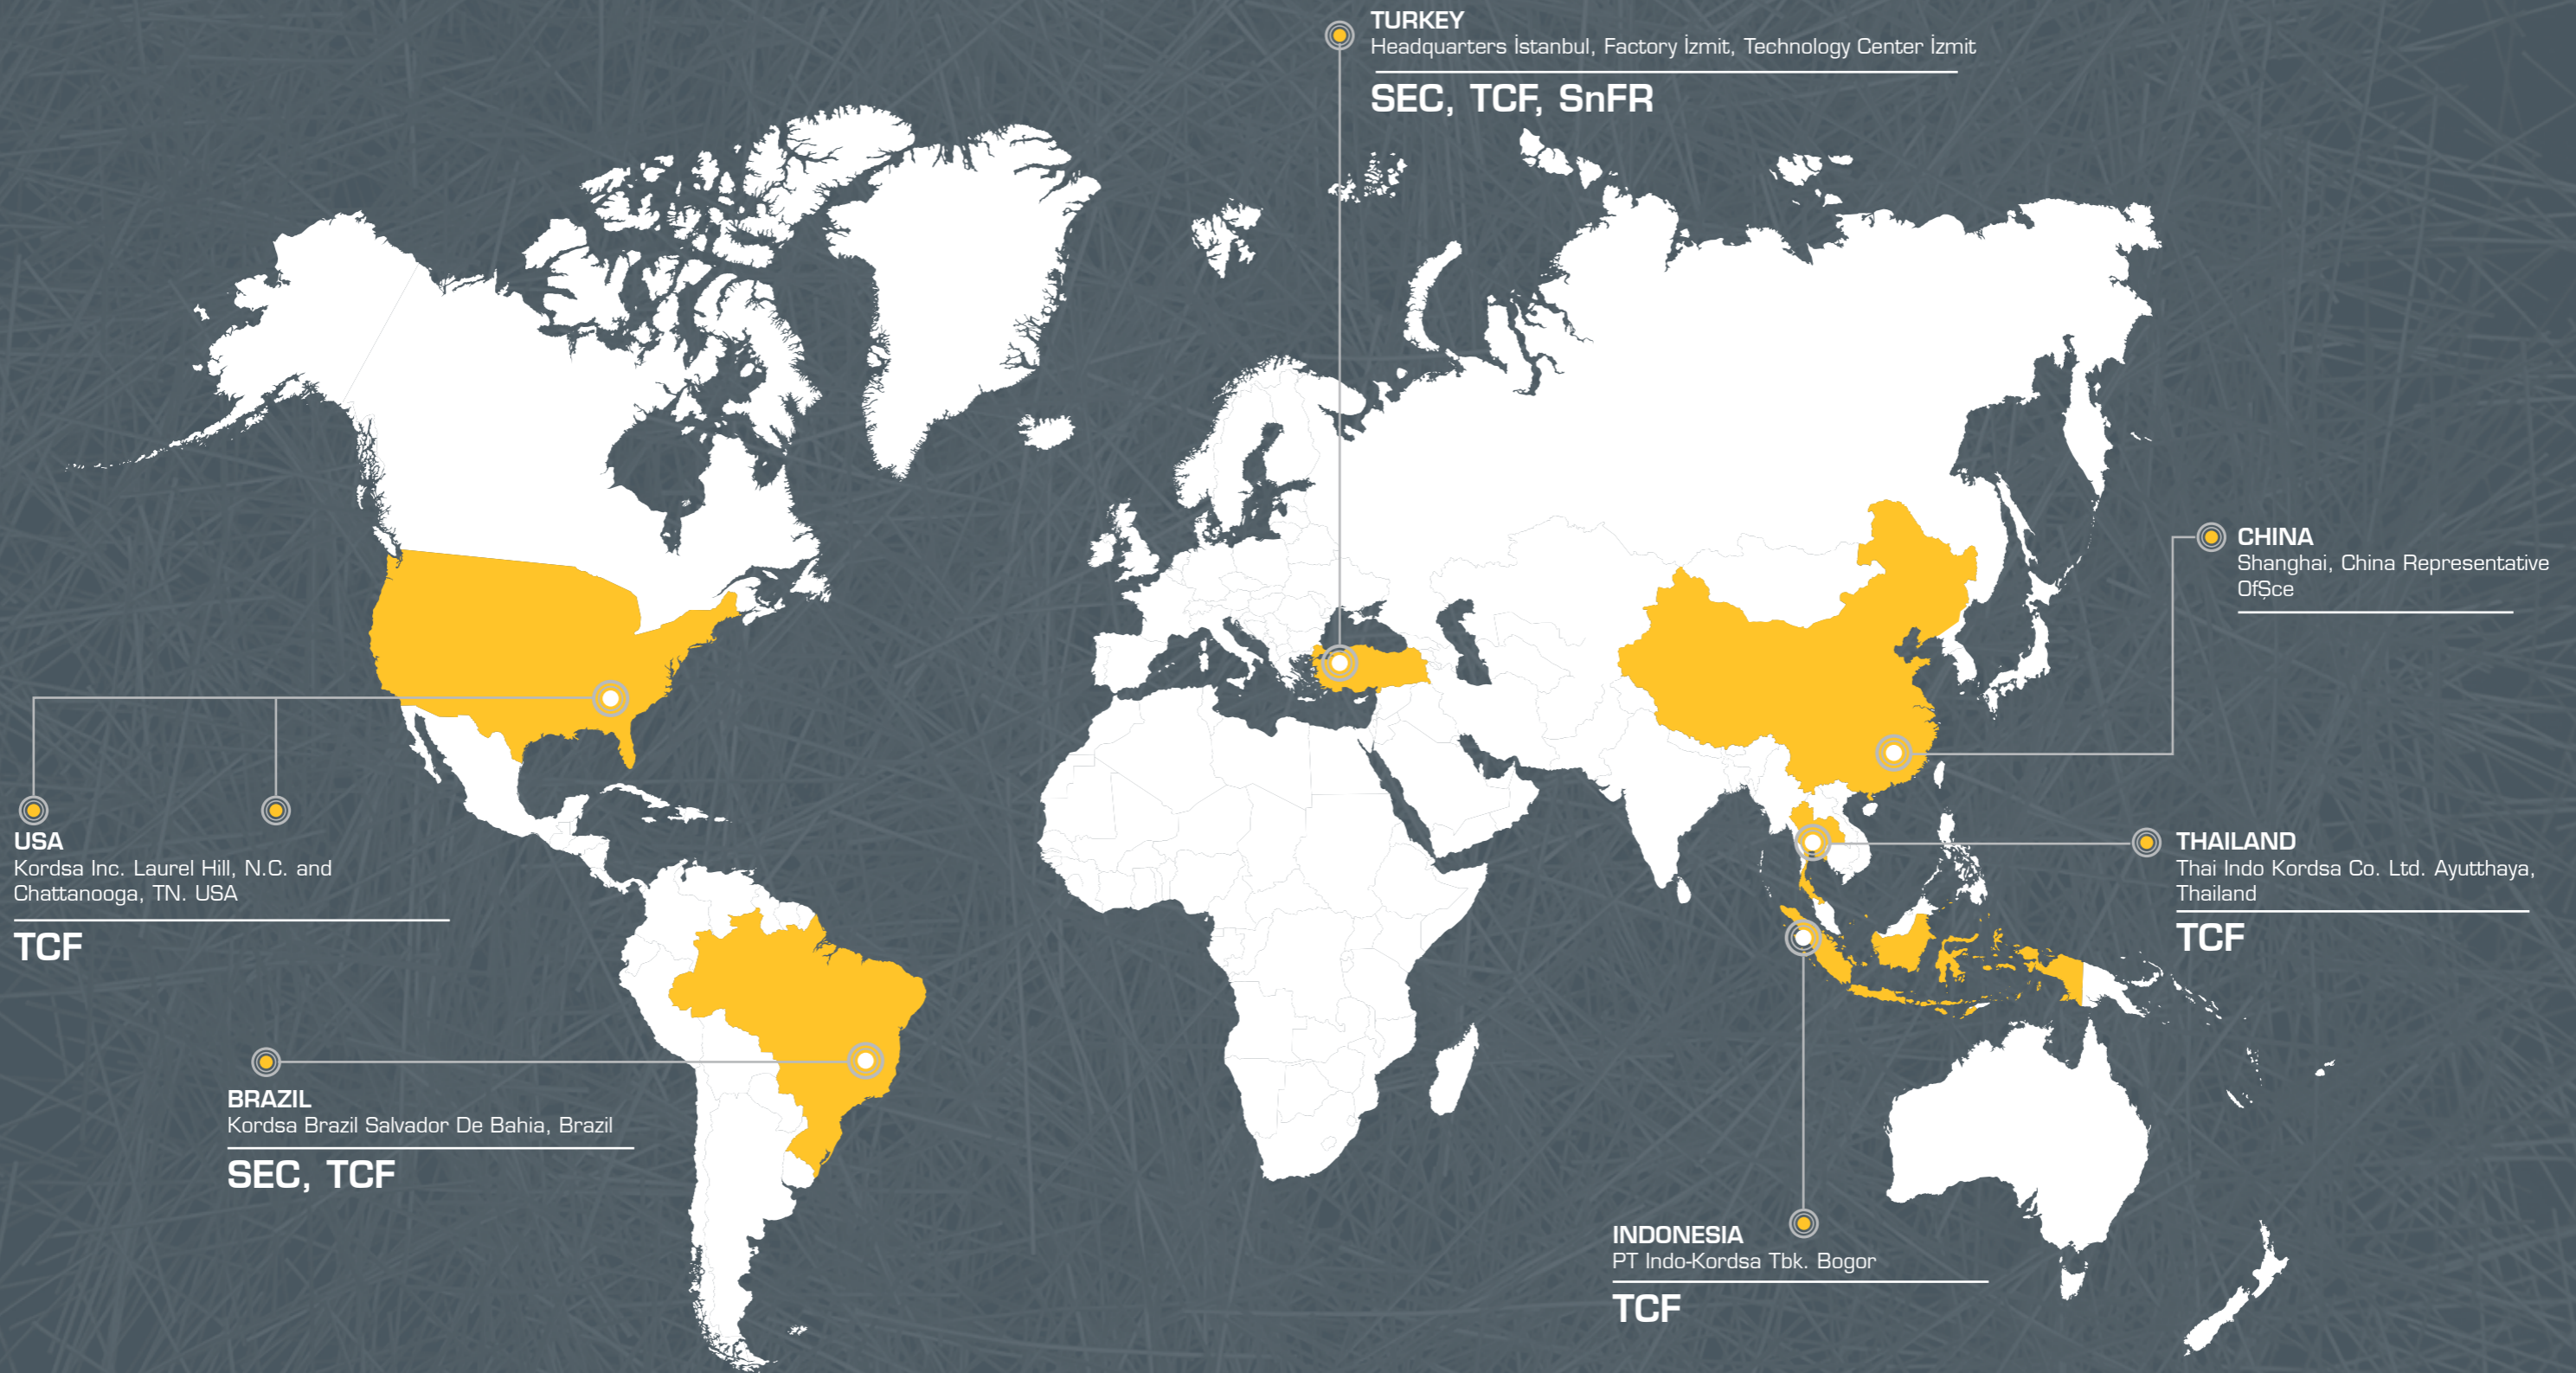 TURKEY
Headquarters İstanbul, Factory İzmit, Technology Center İzmit
SEC, TCF, SnFR
CHINA
Shanghai, China Representative
OfŞce
USA
Kordsa Inc. Laurel Hill, N.C. and
Chattanooga, TN. USA
TCF
THAILAND
Thai Indo Kordsa Co. Ltd. Ayutthaya,
Thailand
TCF
BRAZIL
Kordsa Brazil Salvador De Bahia, Brazil
SEC, TCF
INDONESIA
PT Indo-Kordsa Tbk. Bogor
TCF